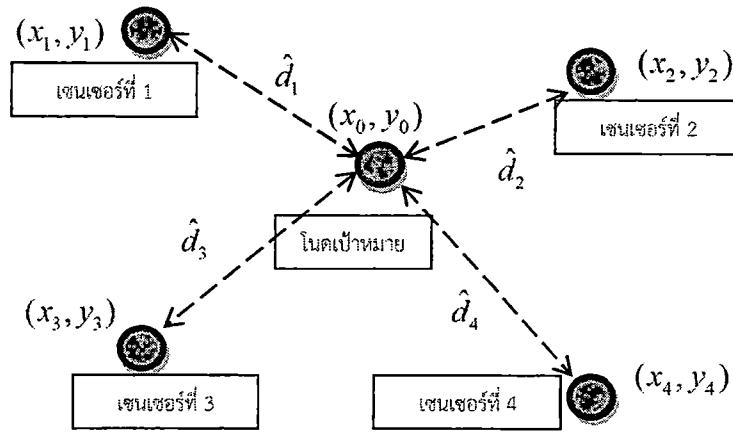 (x₁, y₁)
เซนเซอร์ที่ 1
d̂₁
(x₂, y₂)
เซนเซอร์ที่ 2
(x₀, y₀)
d̂₂
โนดเป้าหมาย
d̂₃
(x₃, y₃)
เซนเซอร์ที่ 3
d̂₄
(x₄, y₄)
เซนเซอร์ที่ 4